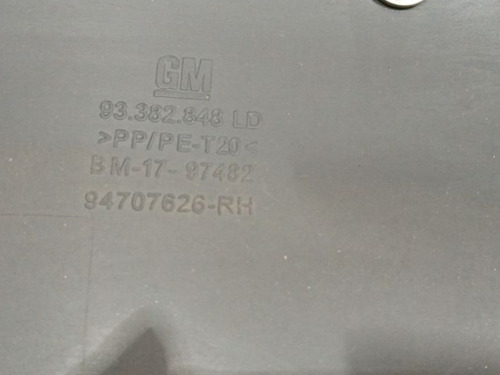 GM
93.382.848 LD
>PP/PE-T20<
BM-17- 97482
94707626-RH